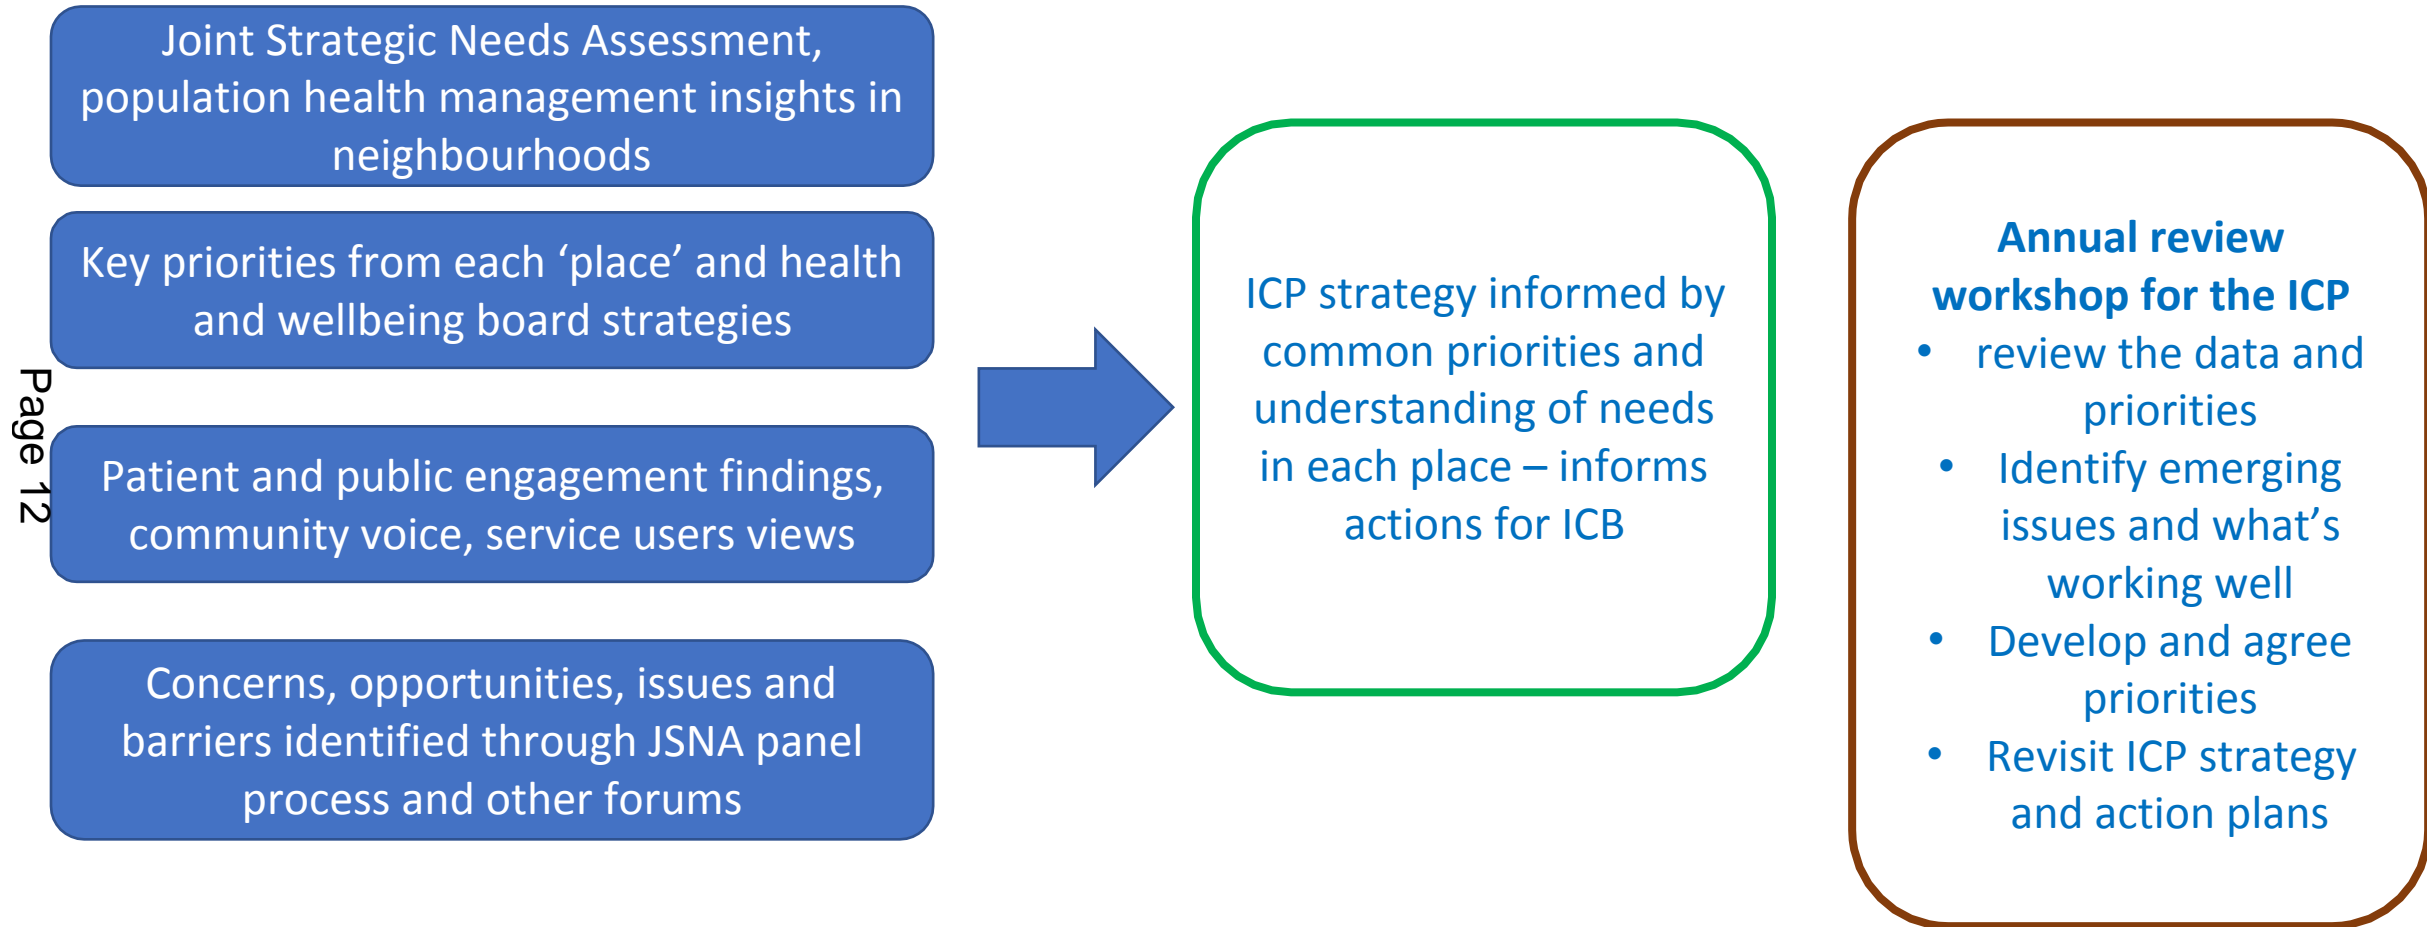 Joint Strategic Needs Assessment,
population health management insights in
neighbourhoods
Key priorities from each ‘place’ and health
and wellbeing board strategies
Patient and public engagement findings,
community voice, service users views
Concerns, opportunities, issues and
barriers identified through JSNA panel
process and other forums
Page 12
ICP strategy informed by
common priorities and
understanding of needs
in each place – informs
actions for ICB
Annual review
workshop for the ICP
• review the data and
priorities
• Identify emerging
issues and what’s
working well
• Develop and agree
priorities
• Revisit ICP strategy
and action plans